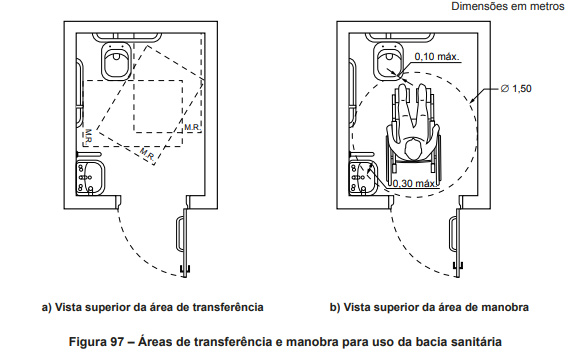 Dimensões em metros
0,10 máx.
Ø 1,50
M.R.
M.R.
M.R.
0,30 máx.
a) Vista superior da área de transferência
b) Vista superior da área de manobra
Figura 97 – Áreas de transferência e manobra para uso da bacia sanitária